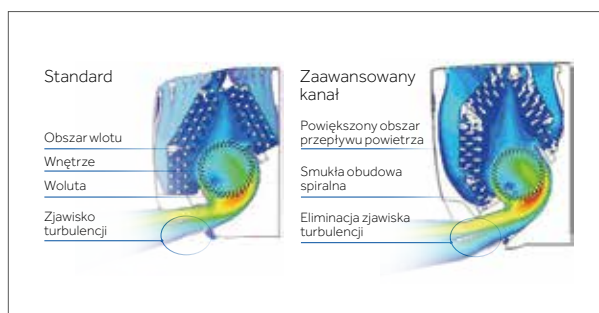 Standard
Obszar wlotu
Wnętrze
Woluta
Zjawisko
turbulencji
Zaawansowany
kanał
Powiększony obszar
przepływu powietrza
Smukła obudowa
spiralna
Eliminacja zjawiska
turbulencji